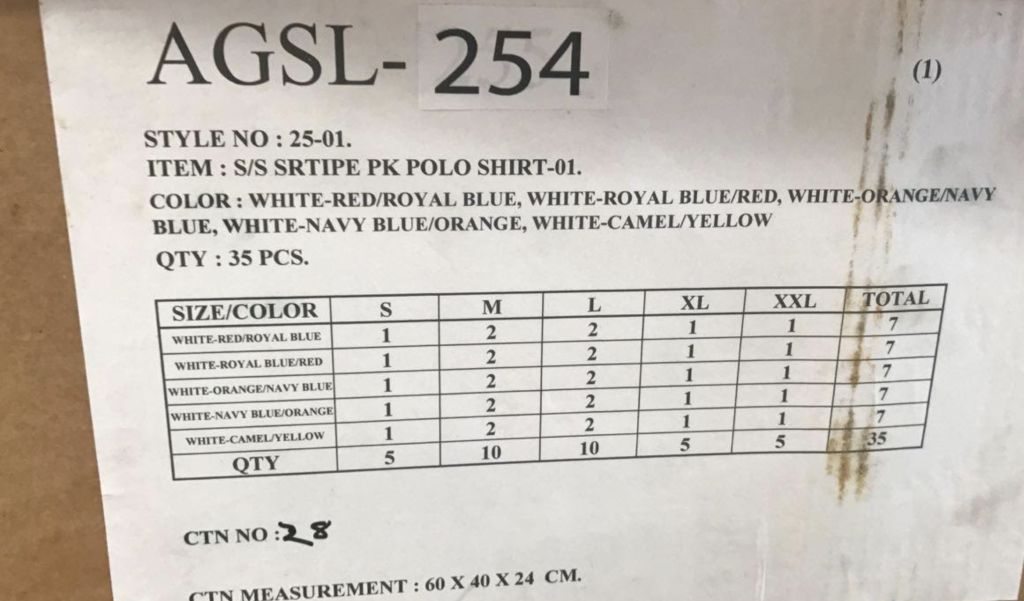 AGSL-254
(1)
STYLE NO : 25-01.
ITEM : S/S SRTIPE PK POLO SHIRT-01.
COLOR : WHITE-RED/ROYAL BLUE, WHITE-ROYAL BLUE/RED, WHITE-ORANGE/NAVY
BLUE, WHITE-NAVY BLUE/ORANGE, WHITE-CAMEL/YELLOW
QTY : 35 PCS.
SIZE/COLOR S M L XL XXL TOTAL
WHITE-RED/ROYAL BLUE 1 2 2 1 1 7
WHITE-ROYAL BLUE/RED 1 2 2 1 1 7
WHITE-ORANGE/NAVY BLUE 1 2 2 1 1 7
WHITE-NAVY BLUE/ORANGE 1 2 2 1 1 7
WHITE-CAMEL/YELLOW 1 2 2 1 1 7
QTY 5 10 10 5 5 35
CTN NO :28
CTN MEASUREMENT : 60 X 40 X 24 CM.